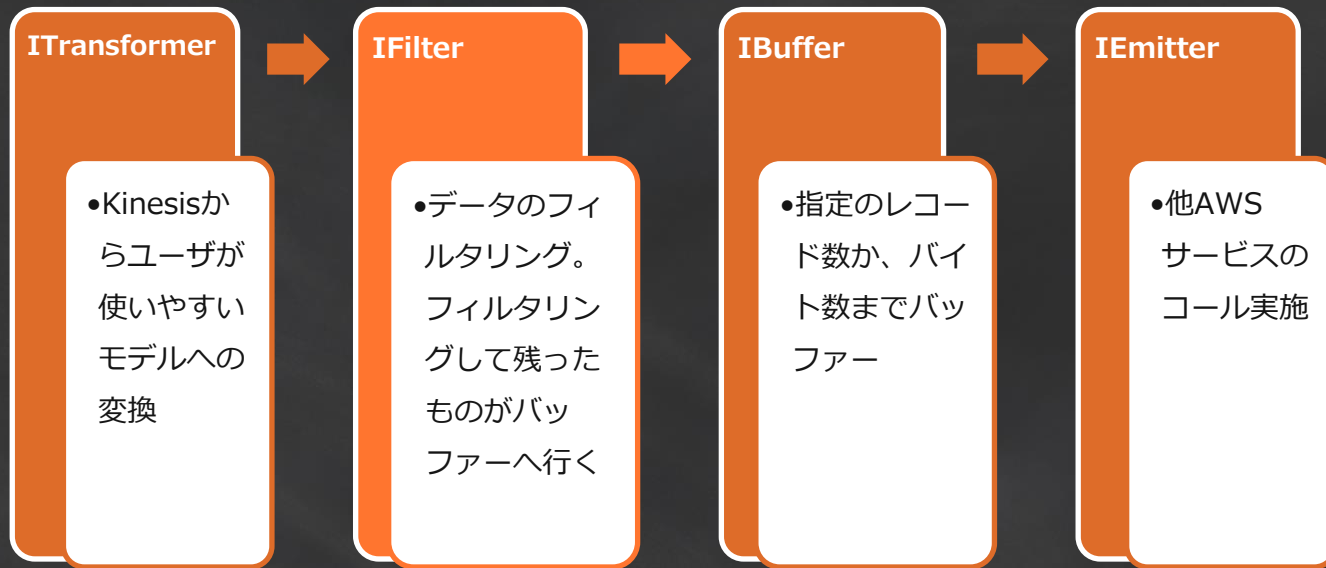 ITransformer
•Kinesisか
らユーザが
使いやすい
モデルへの
変換
IFilter
•データのフィ
ルタリング。
フィルタリン
グして残った
ものがバッ
ファーへ行く
IBuffer
•指定のレコー
ド数か、バイ
ト数までバッ
ファー
IEmitter
•他AWS
サービスの
コール実施